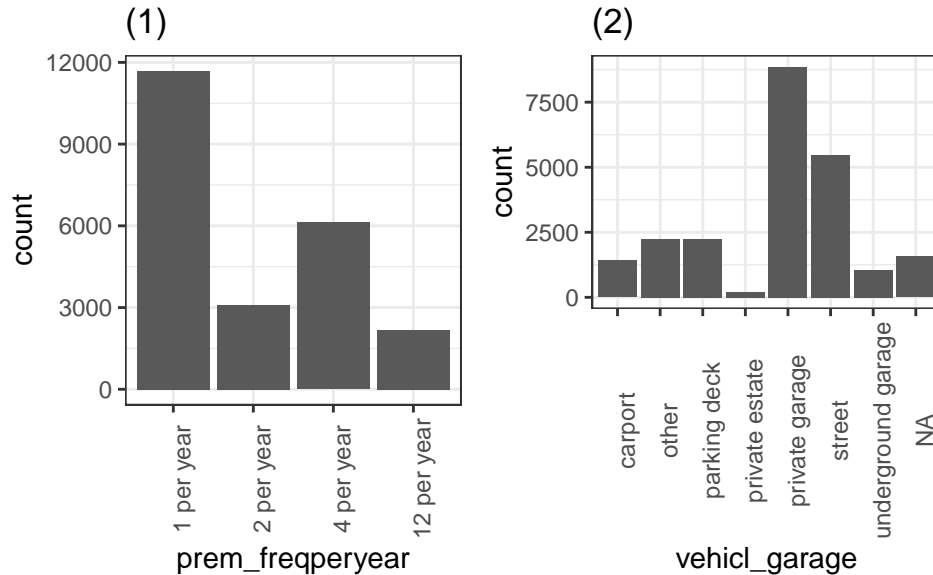 (1)
12000
9000
6000
3000
0
count
1 per year
2 per year
4 per year
12 per year
prem_freqperyear
(2)
7500
5000
2500
0
count
carport
other
parking deck
private estate
private garage
street
underground garage
NA
vehicl_garage